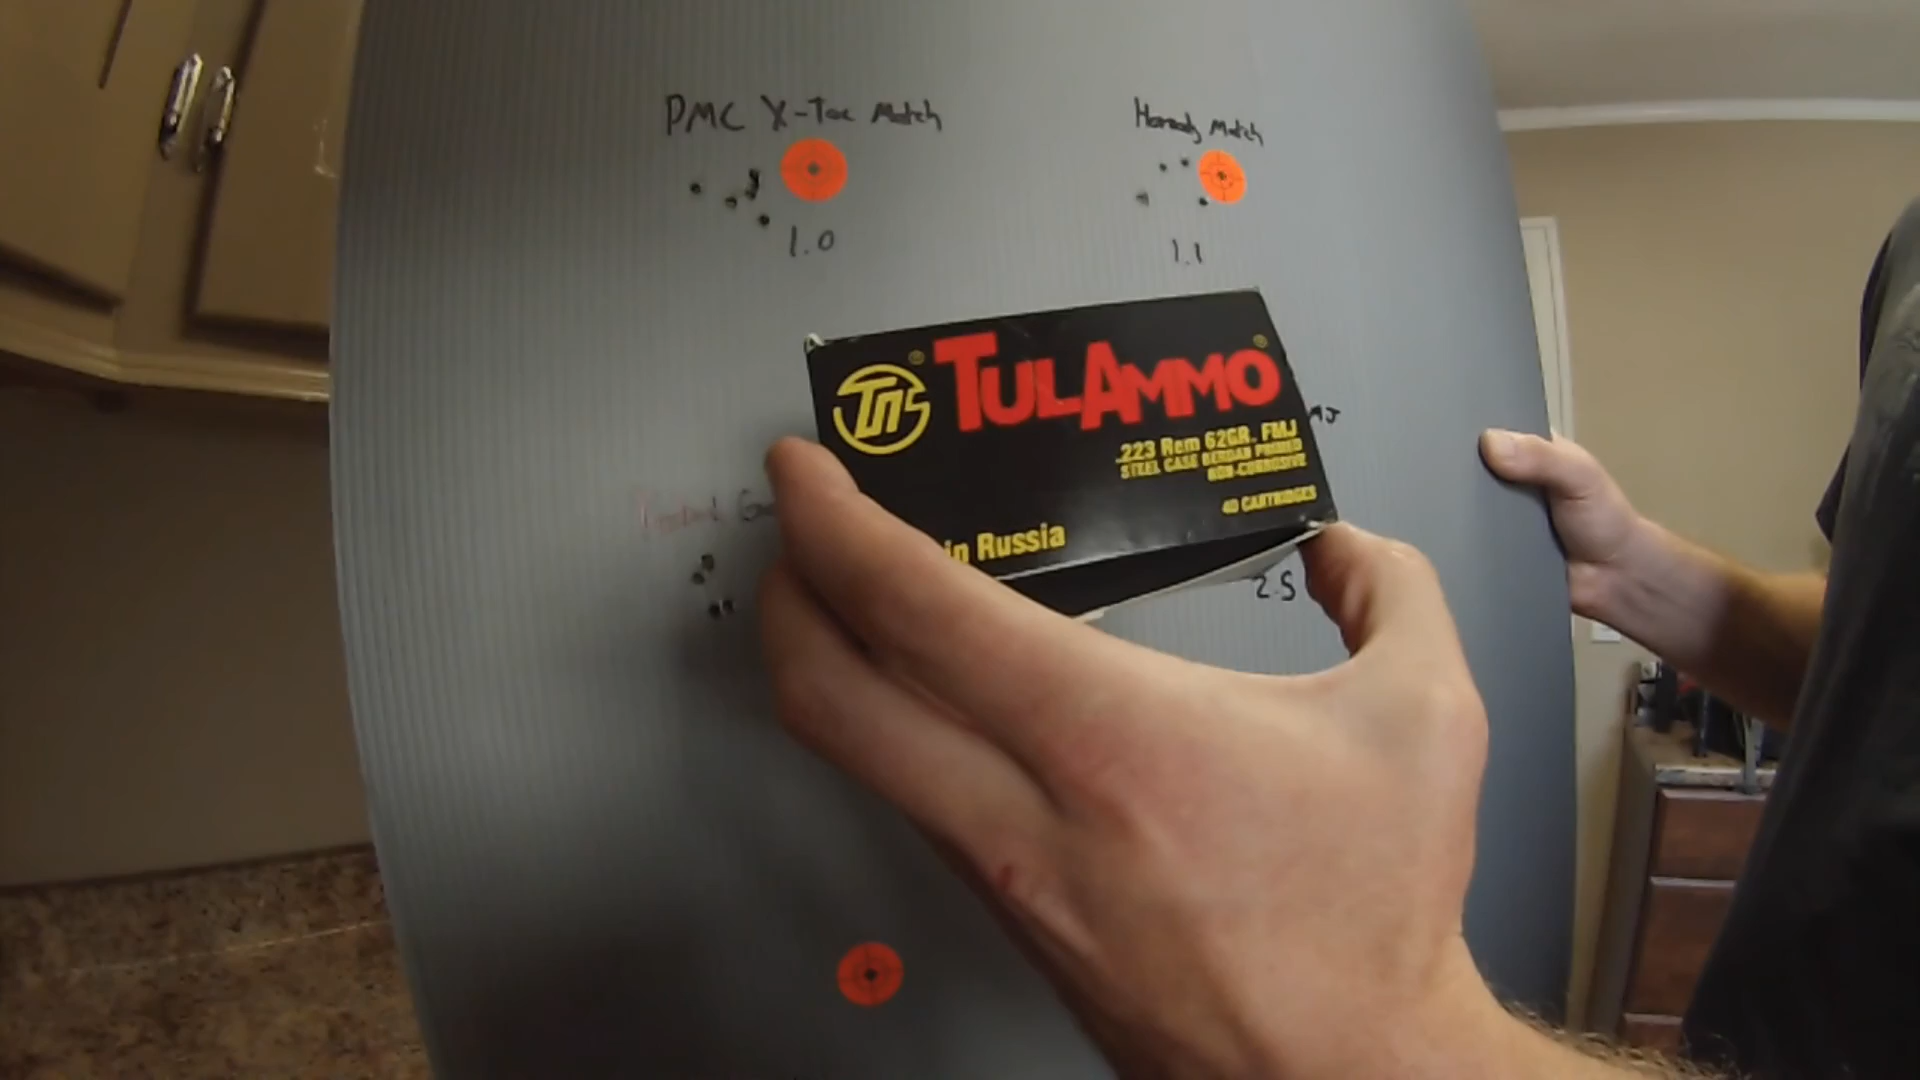 PMC X-Tac Match
Hornady Match
1.0
1.1
TNS
TULAMMO
.223 Rem 62GR. FMJ
STEEL CASE BERDAN PRIMED
NON-CORROSIVE
40 CARTRIDGES
in Russia
MJ
2.5